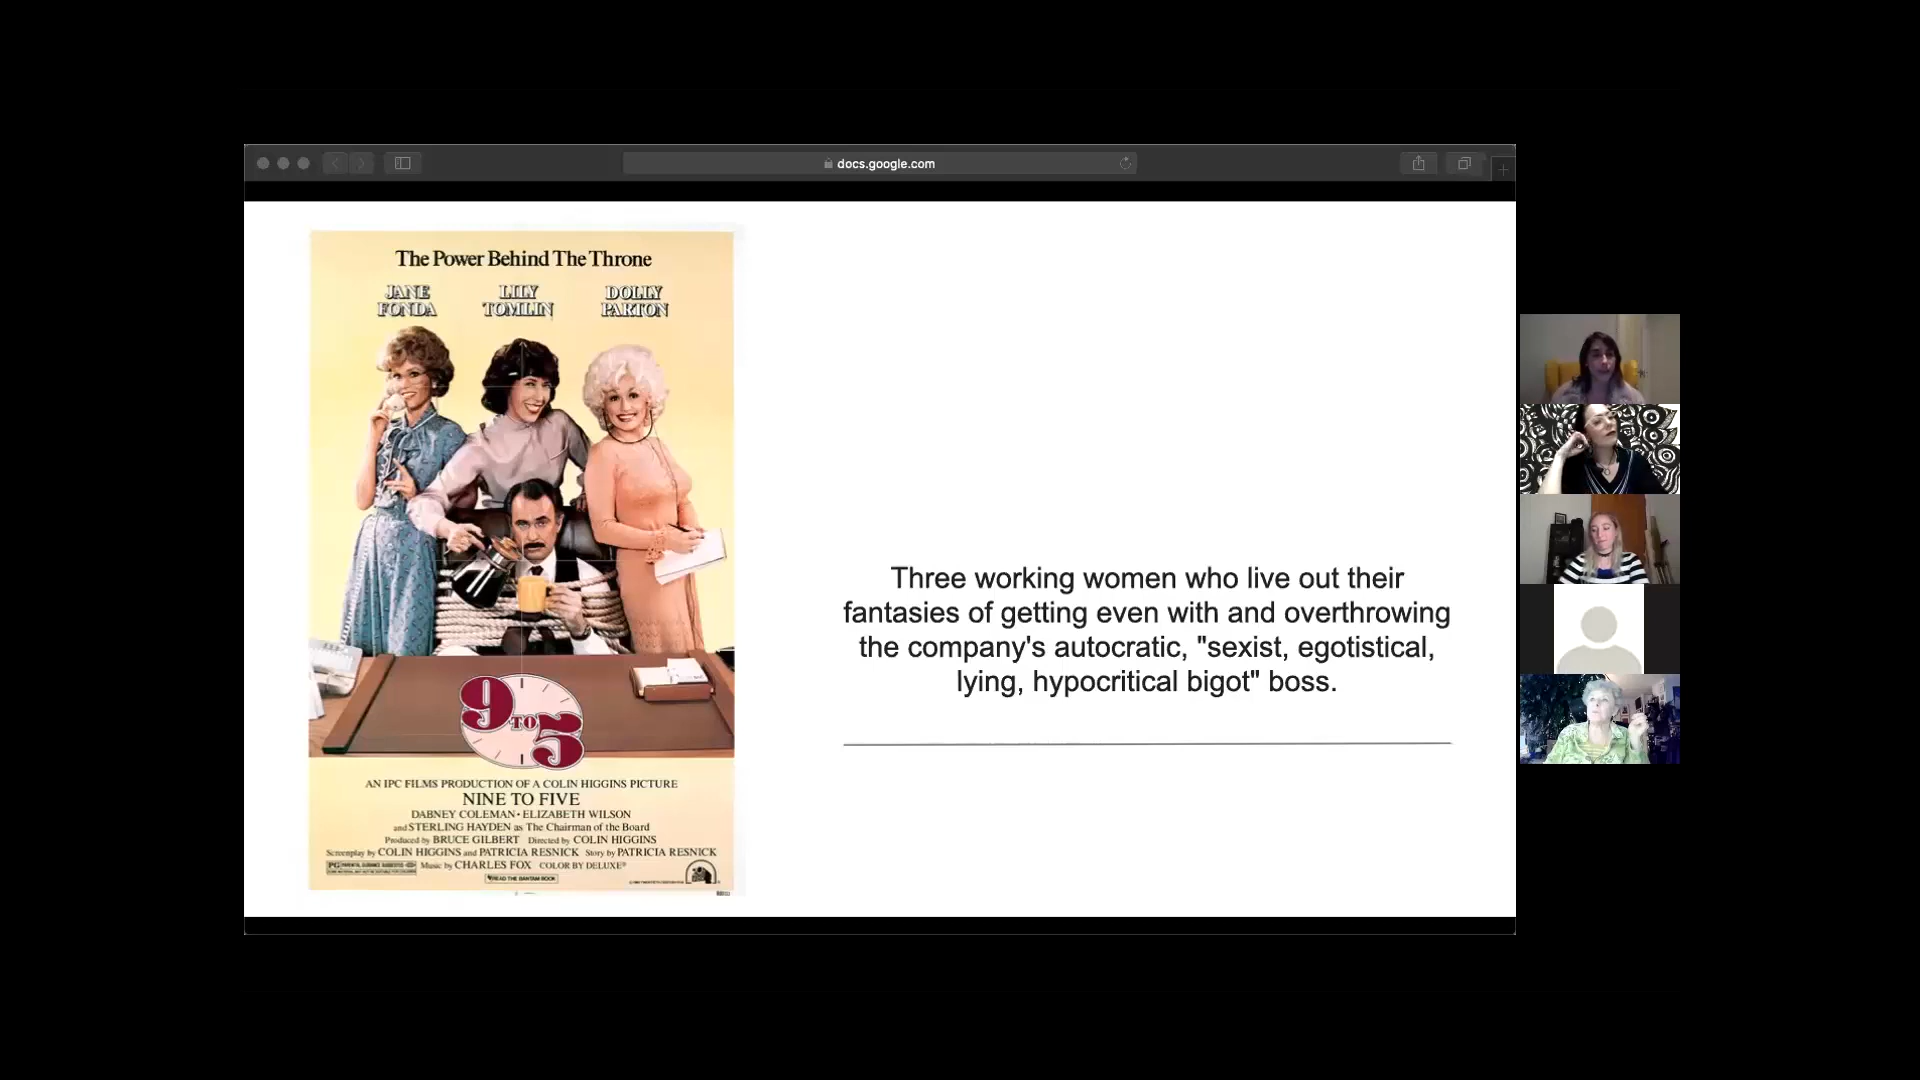 docs.google.com
The Power Behind The Throne
JANE FONDA
LILY TOMLIN
DOLLY PARTON
9 TO 5
AN IPC FILMS PRODUCTION OF A COLIN HIGGINS PICTURE
NINE TO FIVE
DABNEY COLEMAN • ELIZABETH WILSON
and STERLING HAYDEN as The Chairman of the Board
Produced by BRUCE GILBERT Directed by COLIN HIGGINS
Screenplay by COLIN HIGGINS and PATRICIA RESNICK Story by PATRICIA RESNICK
PG PARENTAL GUIDANCE SUGGESTED Music by CHARLES FOX COLOR BY DELUXE®
READ THE BANTAM BOOK
Three working women who live out their
fantasies of getting even with and overthrowing
the company's autocratic, "sexist, egotistical,
lying, hypocritical bigot" boss.